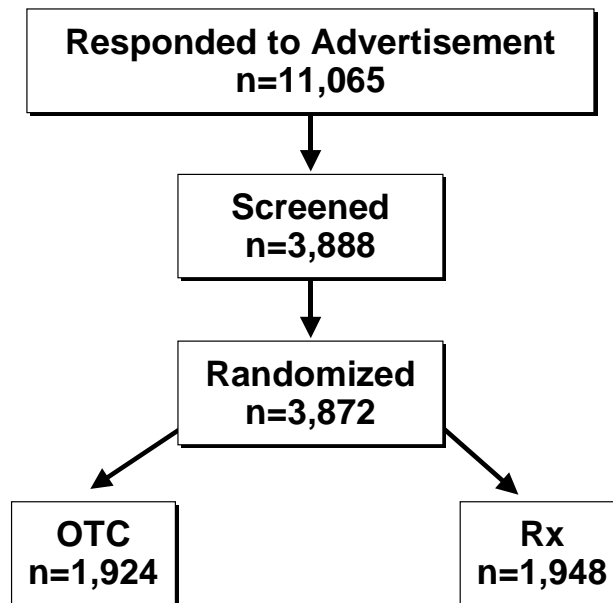 Responded to Advertisement
n=11,065
Screened
n=3,888
Randomized
n=3,872
OTC
n=1,924
Rx
n=1,948